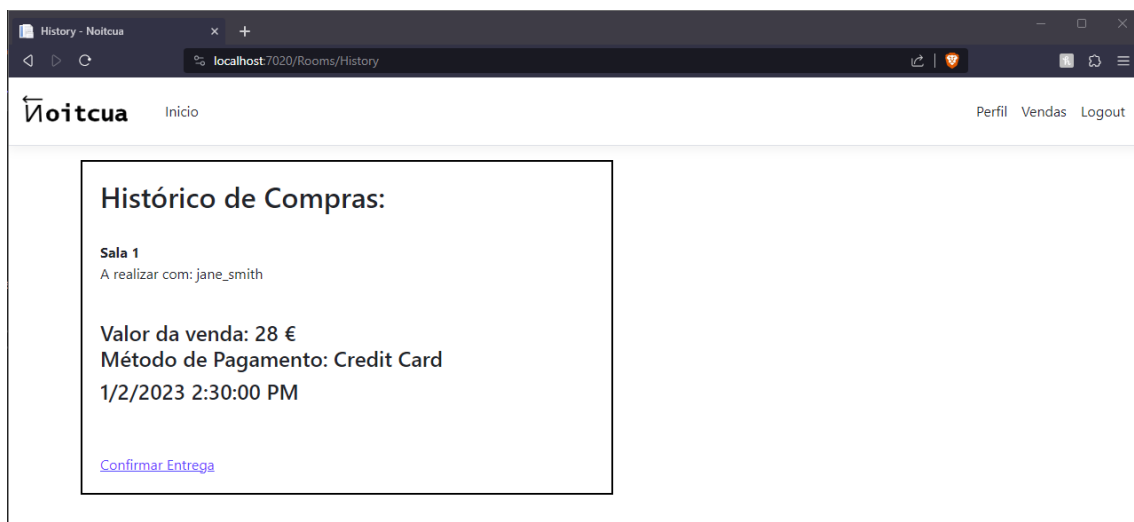 History - Noitcua
localhost:7020/Rooms/History
Noitcua
Inicio
Perfil Vendas Logout
Histórico de Compras:
Sala 1
A realizar com: jane_smith
Valor da venda: 28 €
Método de Pagamento: Credit Card
1/2/2023 2:30:00 PM
Confirmar Entrega